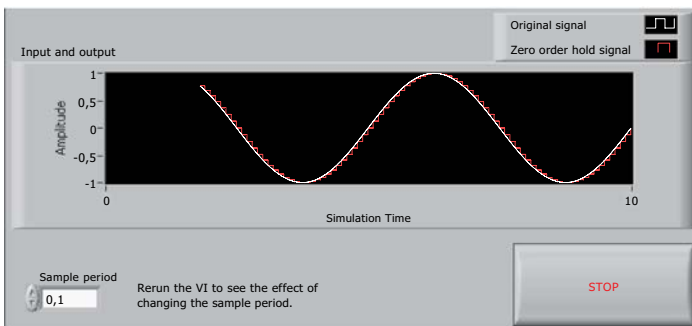 Original signal
Zero order hold signal
Input and output
Amplitude
1
0,5
0
-0,5
-1
0
10
Simulation Time
Sample period
0,1
Rerun the VI to see the effect of
changing the sample period.
STOP